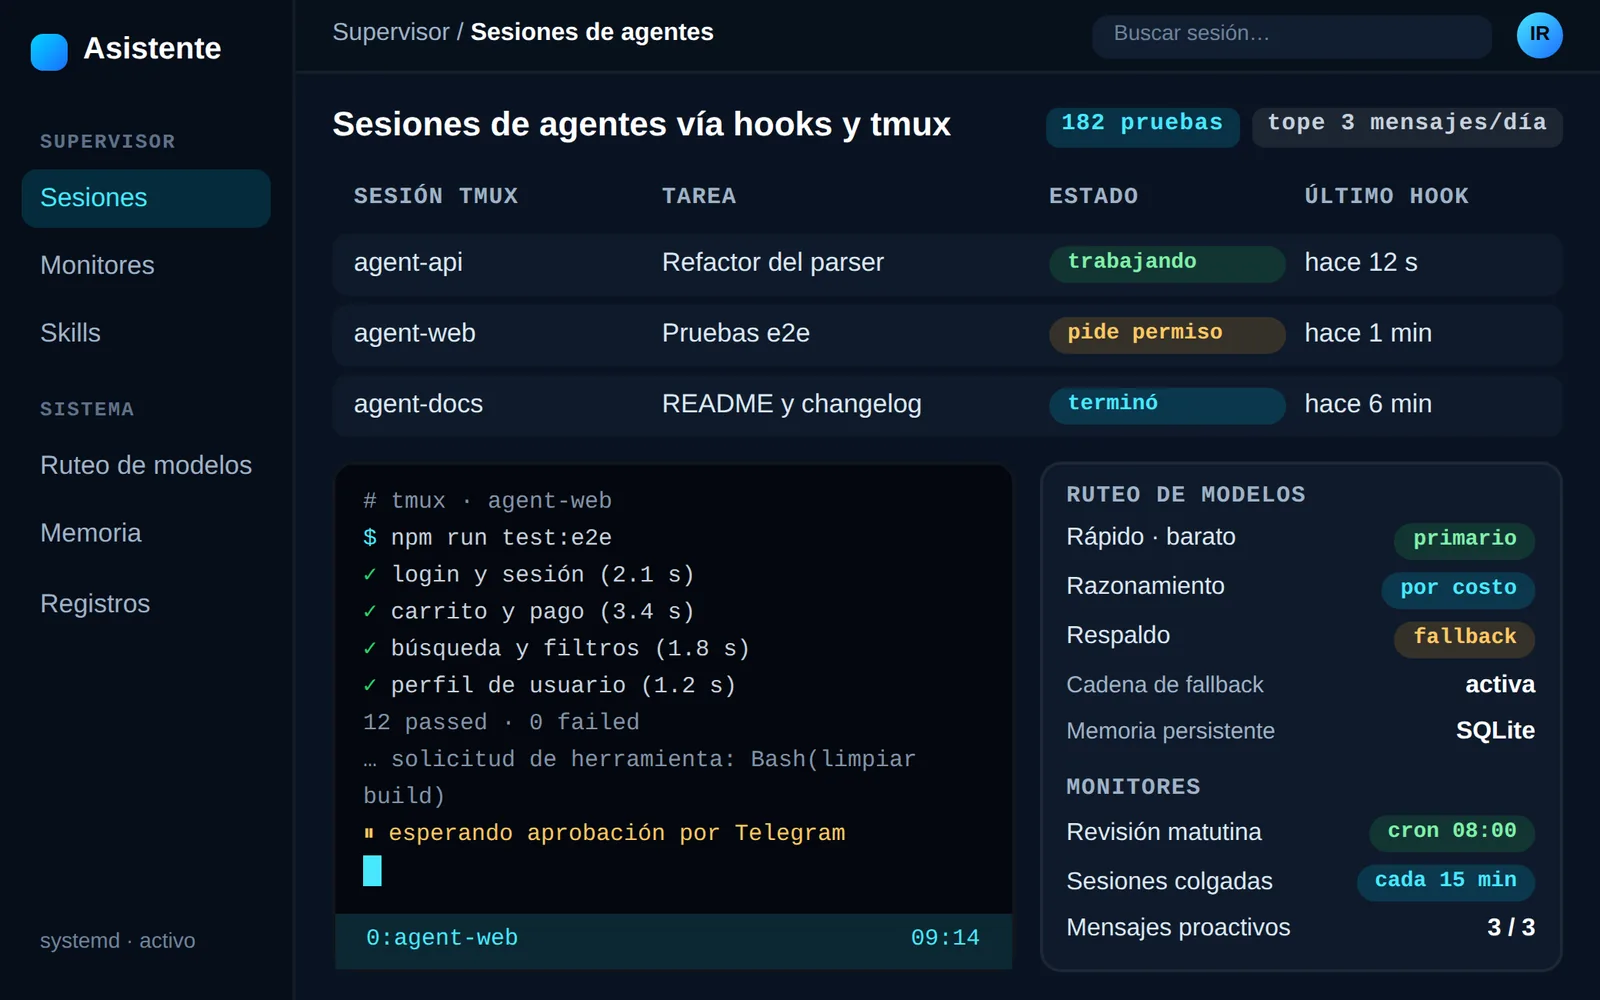 Asistente
SUPERVISOR
Sesiones
Monitores
Skills
SISTEMA
Ruteo de modelos
Memoria
Registros
systemd · activo
Supervisor / Sesiones de agentes
Buscar sesión…
IR
Sesiones de agentes vía hooks y tmux
182 pruebas
tope 3 mensajes/día
SESIÓN TMUX TAREA ESTADO ÚLTIMO HOOK
agent-api Refactor del parser trabajando hace 12 s
agent-web Pruebas e2e pide permiso hace 1 min
agent-docs README y changelog terminó hace 6 min
# tmux · agent-web
$ npm run test:e2e
✓ login y sesión (2.1 s)
✓ carrito y pago (3.4 s)
✓ búsqueda y filtros (1.8 s)
✓ perfil de usuario (1.2 s)
12 passed · 0 failed
… solicitud de herramienta: Bash(limpiar
build)
⏸ esperando aprobación por Telegram
0:agent-web 09:14
RUTEO DE MODELOS
Rápido · barato primario
Razonamiento por costo
Respaldo fallback
Cadena de fallback activa
Memoria persistente SQLite
MONITORES
Revisión matutina cron 08:00
Sesiones colgadas cada 15 min
Mensajes proactivos 3 / 3